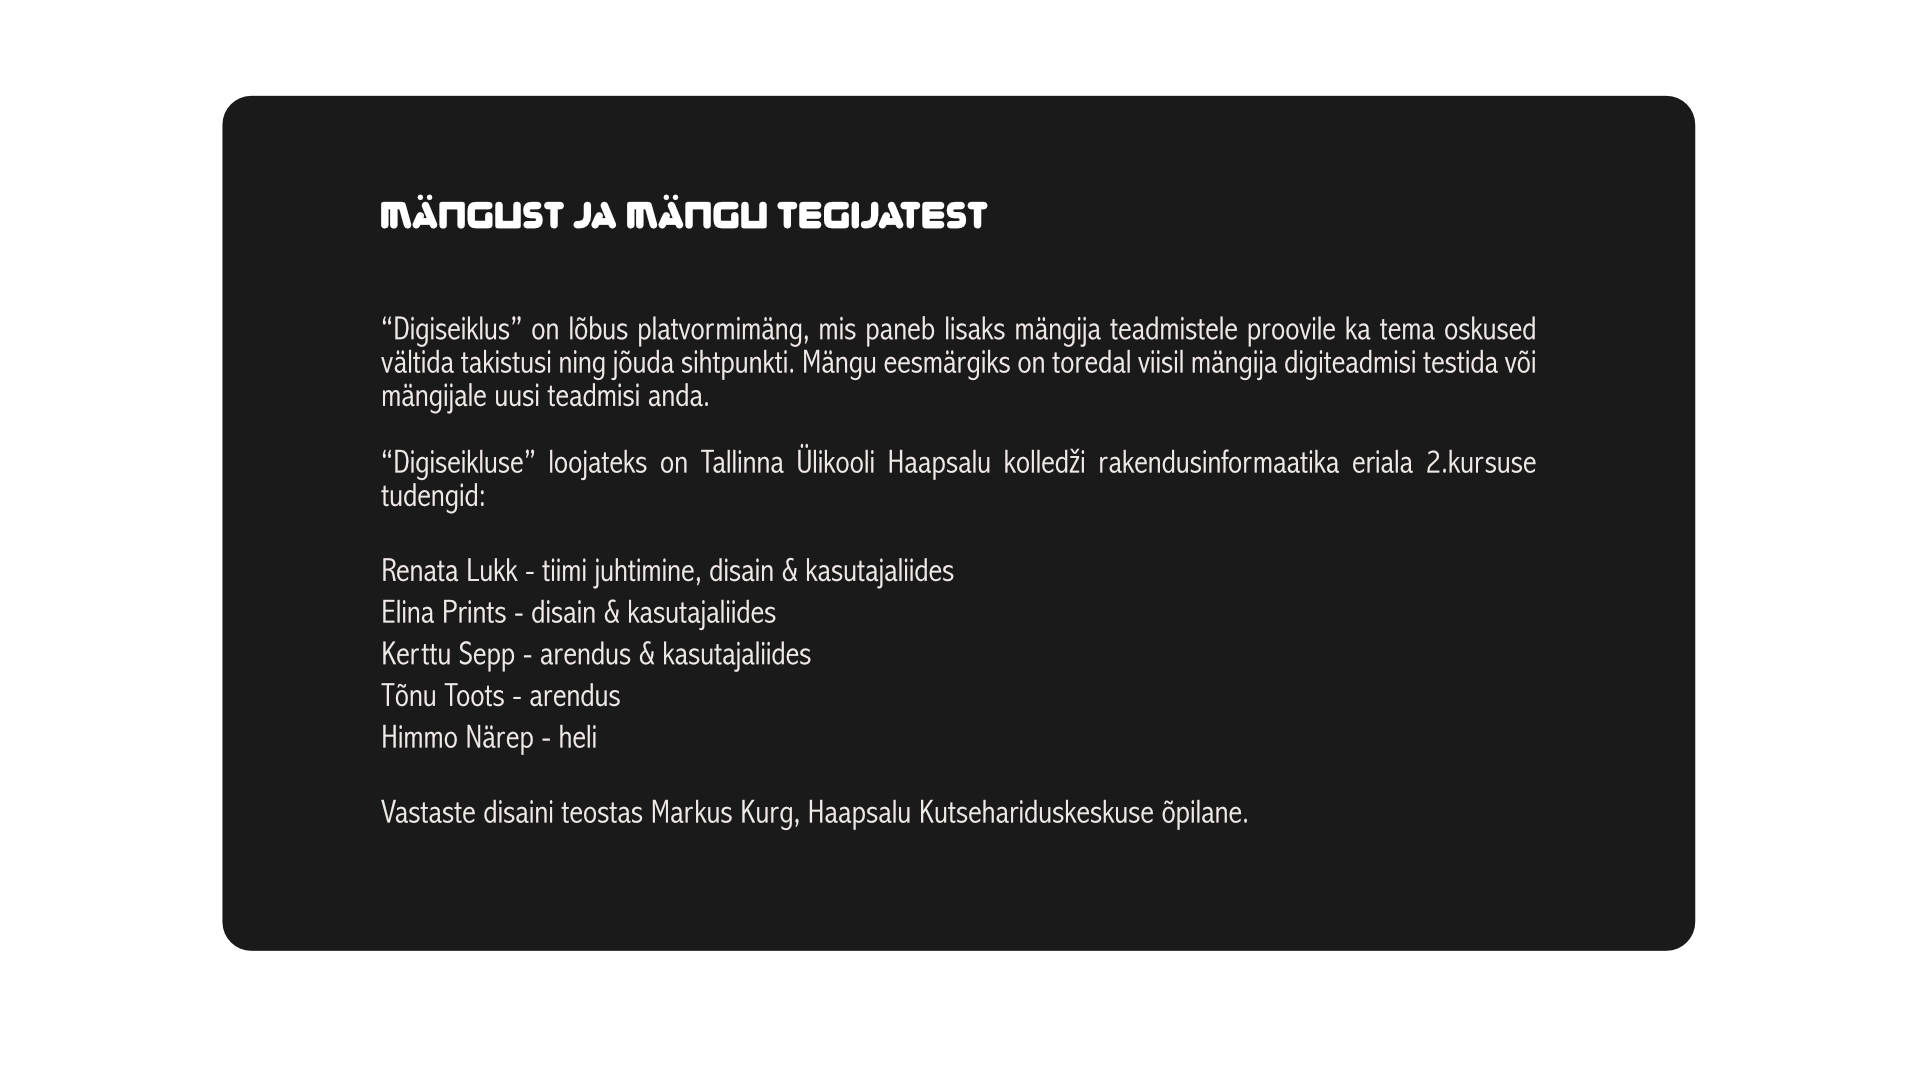 MÄNGUST JA MÄNGU TEGIJATEST
“Digiseiklus” on lõbus platvormimäng, mis paneb lisaks mängija teadmistele proovile ka tema oskused
vältida takistusi ning jõuda sihtpunkti. Mängu eesmärgiks on toredal viisil mängija digiteadmisi testida või
mängijale uusi teadmisi anda.
“Digiseikluse” loojateks on Tallinna Ülikooli Haapsalu kolledži rakendusinformaatika eriala 2.kursuse
tudengid:
Renata Lukk - tiimi juhtimine, disain & kasutajaliides
Elina Prints - disain & kasutajaliides
Kerttu Sepp - arendus & kasutajaliides
Tõnu Toots - arendus
Himmo Närep - heli
Vastaste disaini teostas Markus Kurg, Haapsalu Kutsehariduskeskuse õpilane.